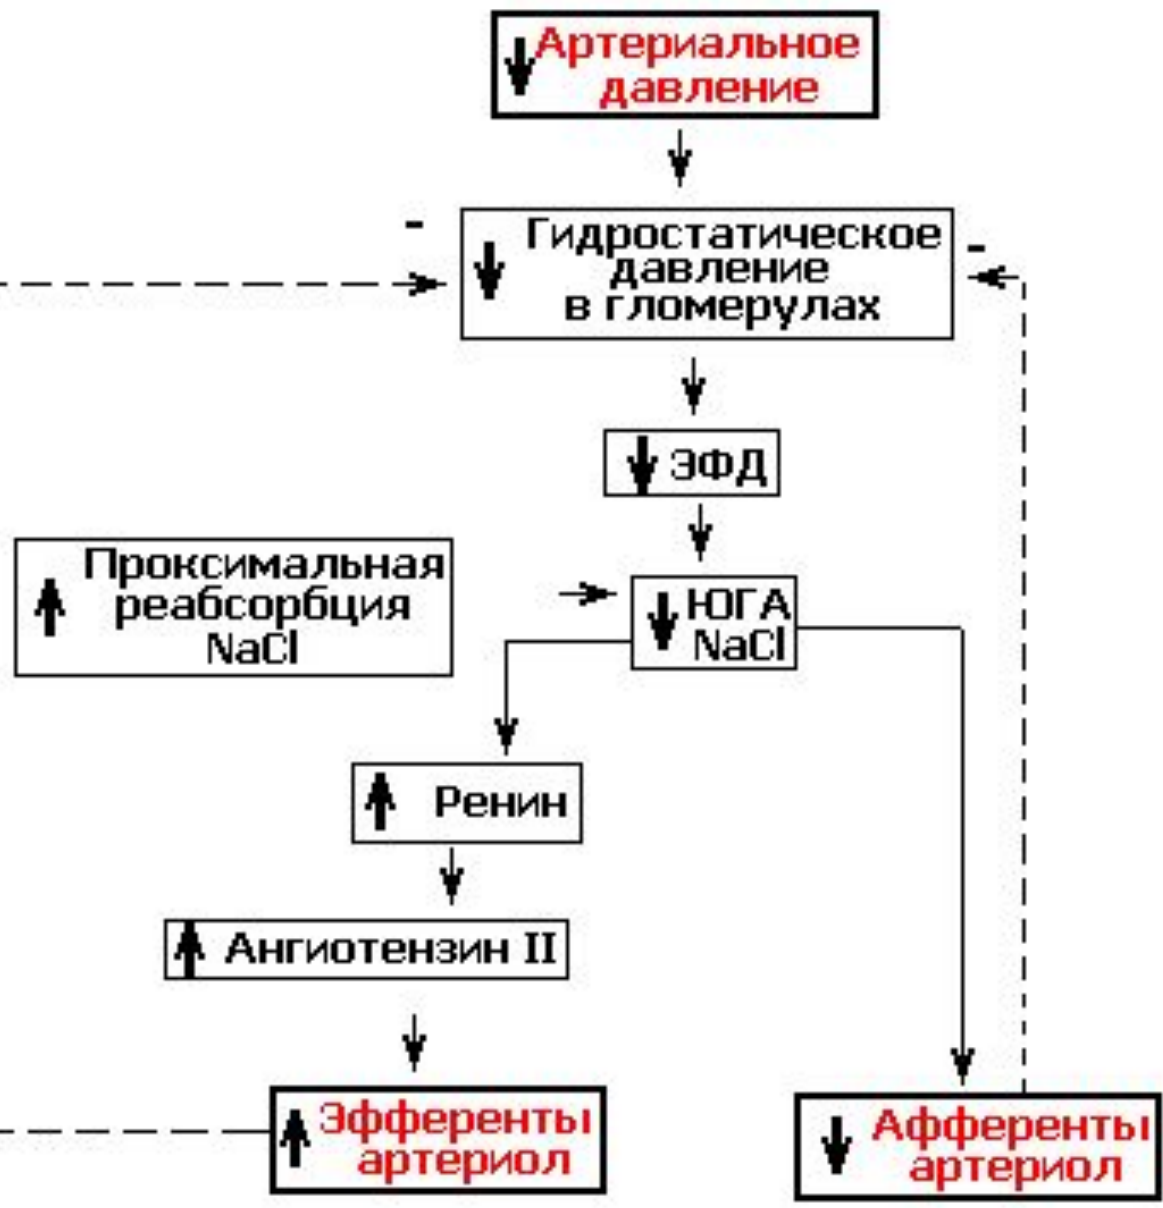 Артериальное
давление
-
Гидростатическое
давление
в гломерулах
-
ЭФД
Проксимальная
реабсорбция
NaCl
ЮГА
NaCl
Ренин
Ангиотензин II
Эфференты
артериол
Афференты
артериол